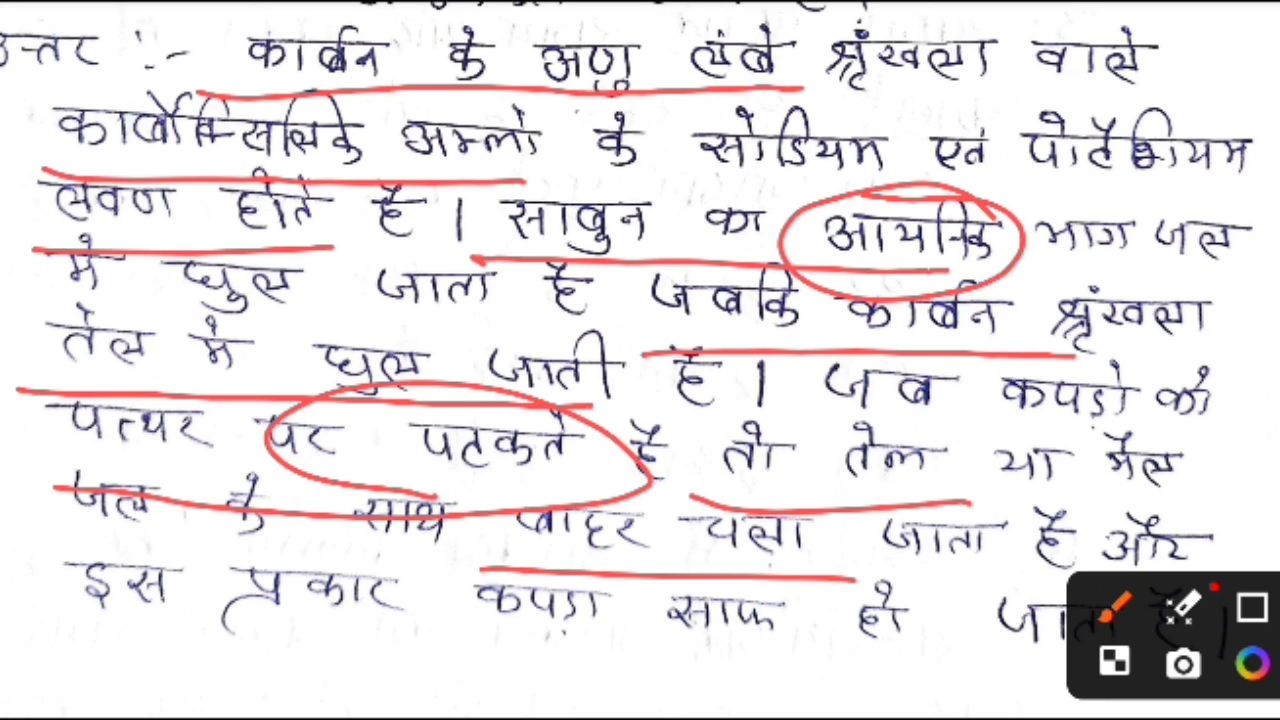 उत्तर :- कार्बन के अणु लंबे श्रृंखला वाले
कार्बोक्सिलिक अम्लो के सोडियम एवं पोटैशियम
लवण होते है। साबुन का आयनिक भाग जल
मे घुल जाता है जबकि कार्बन श्रृंखला
तेल मे घुल जाती है। जब कपड़ो को
पत्थर पर पटकते है तो तेल या मैल
जल के साथ बाहर चला जाता है और
इस प्रकार कपड़ा साफ हो जाता है।